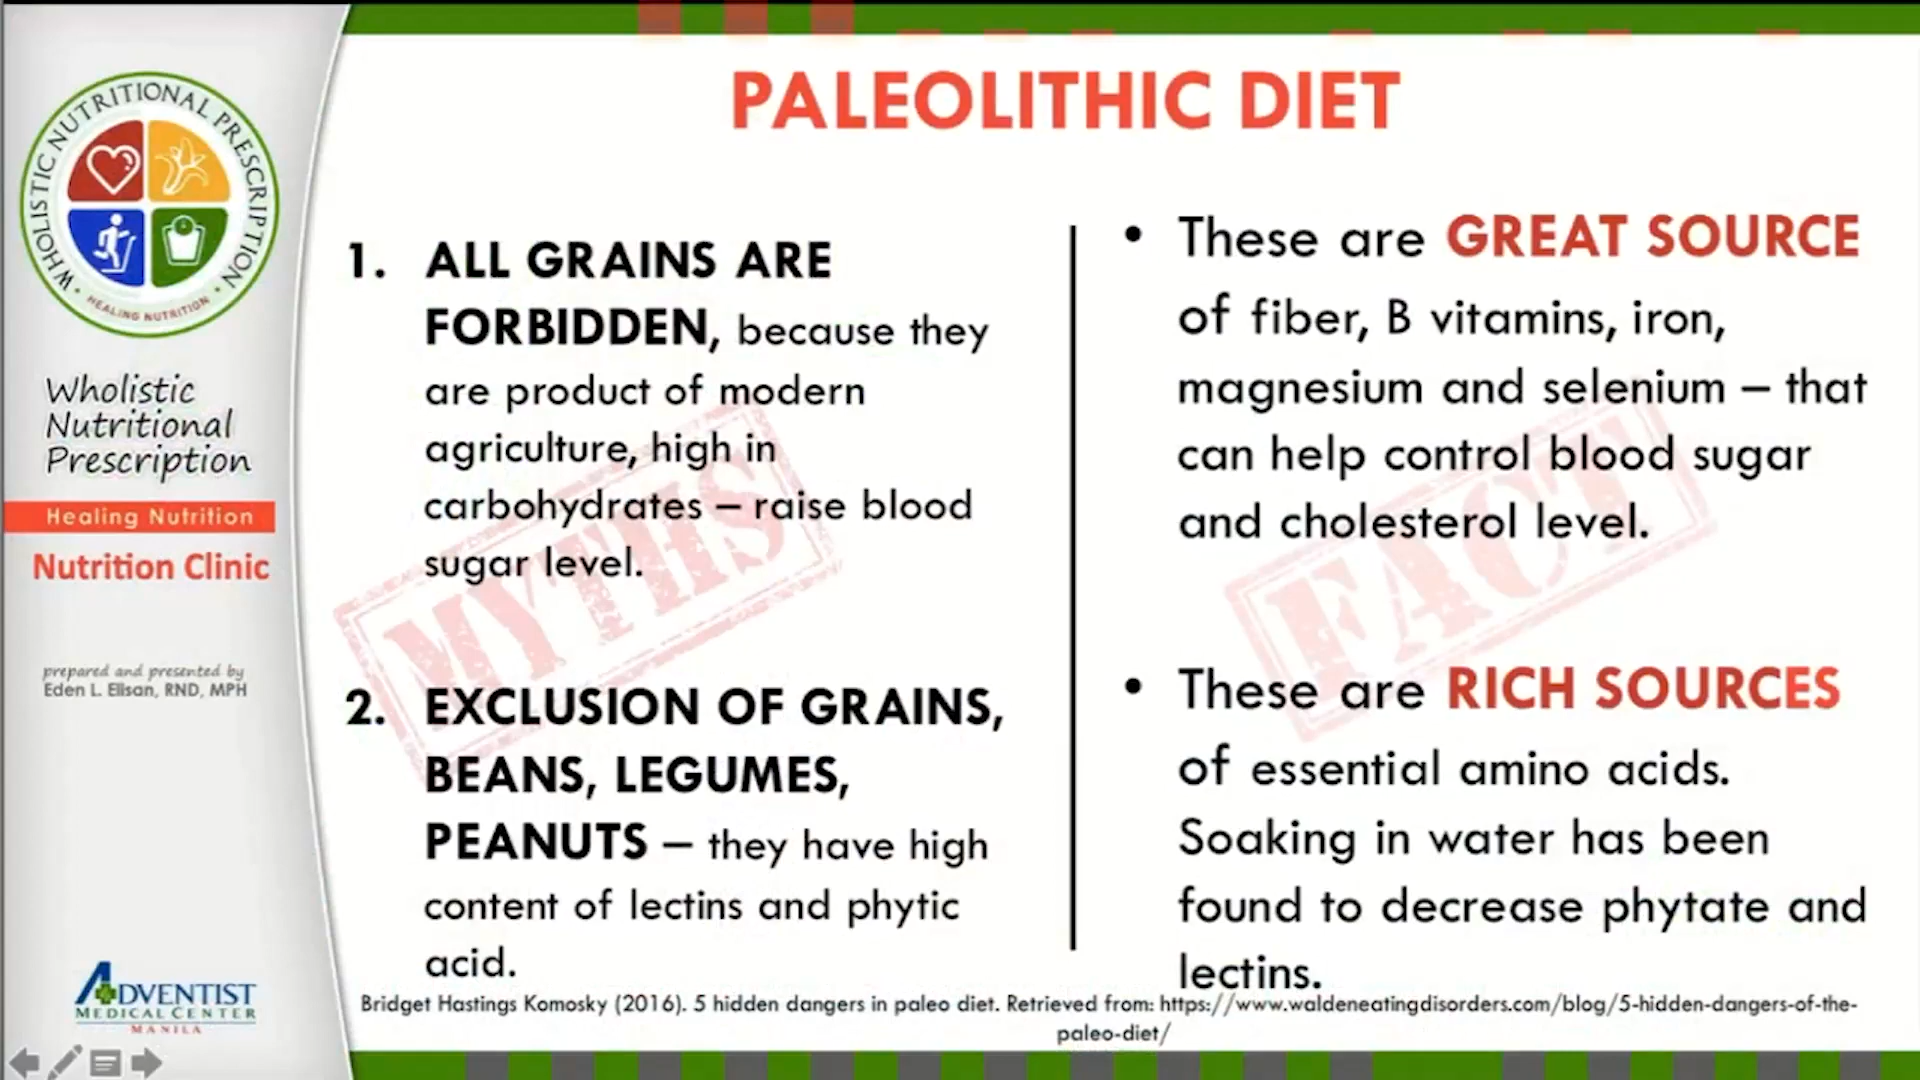 WHOLISTIC NUTRITIONAL PRESCRIPTION
HEALING NUTRITION
Wholistic
Nutritional
Prescription
Healing Nutrition
Nutrition Clinic
prepared and presented by
Eden L. Elisan, RND, MPH
ADVENTIST
MEDICAL CENTER
MANILA
PALEOLITHIC DIET
1. ALL GRAINS ARE
FORBIDDEN, because they
are product of modern
agriculture, high in
carbohydrates – raise blood
sugar level.
MYTHS
2. EXCLUSION OF GRAINS,
BEANS, LEGUMES,
PEANUTS – they have high
content of lectins and phytic
acid.
• These are GREAT SOURCE
of fiber, B vitamins, iron,
magnesium and selenium – that
can help control blood sugar
and cholesterol level.
FACT
• These are RICH SOURCES
of essential amino acids.
Soaking in water has been
found to decrease phytate and
lectins.
Bridget Hastings Komosky (2016). 5 hidden dangers in paleo diet. Retrieved from: https://www.waldeneatingdisorders.com/blog/5-hidden-dangers-of-the-
paleo-diet/